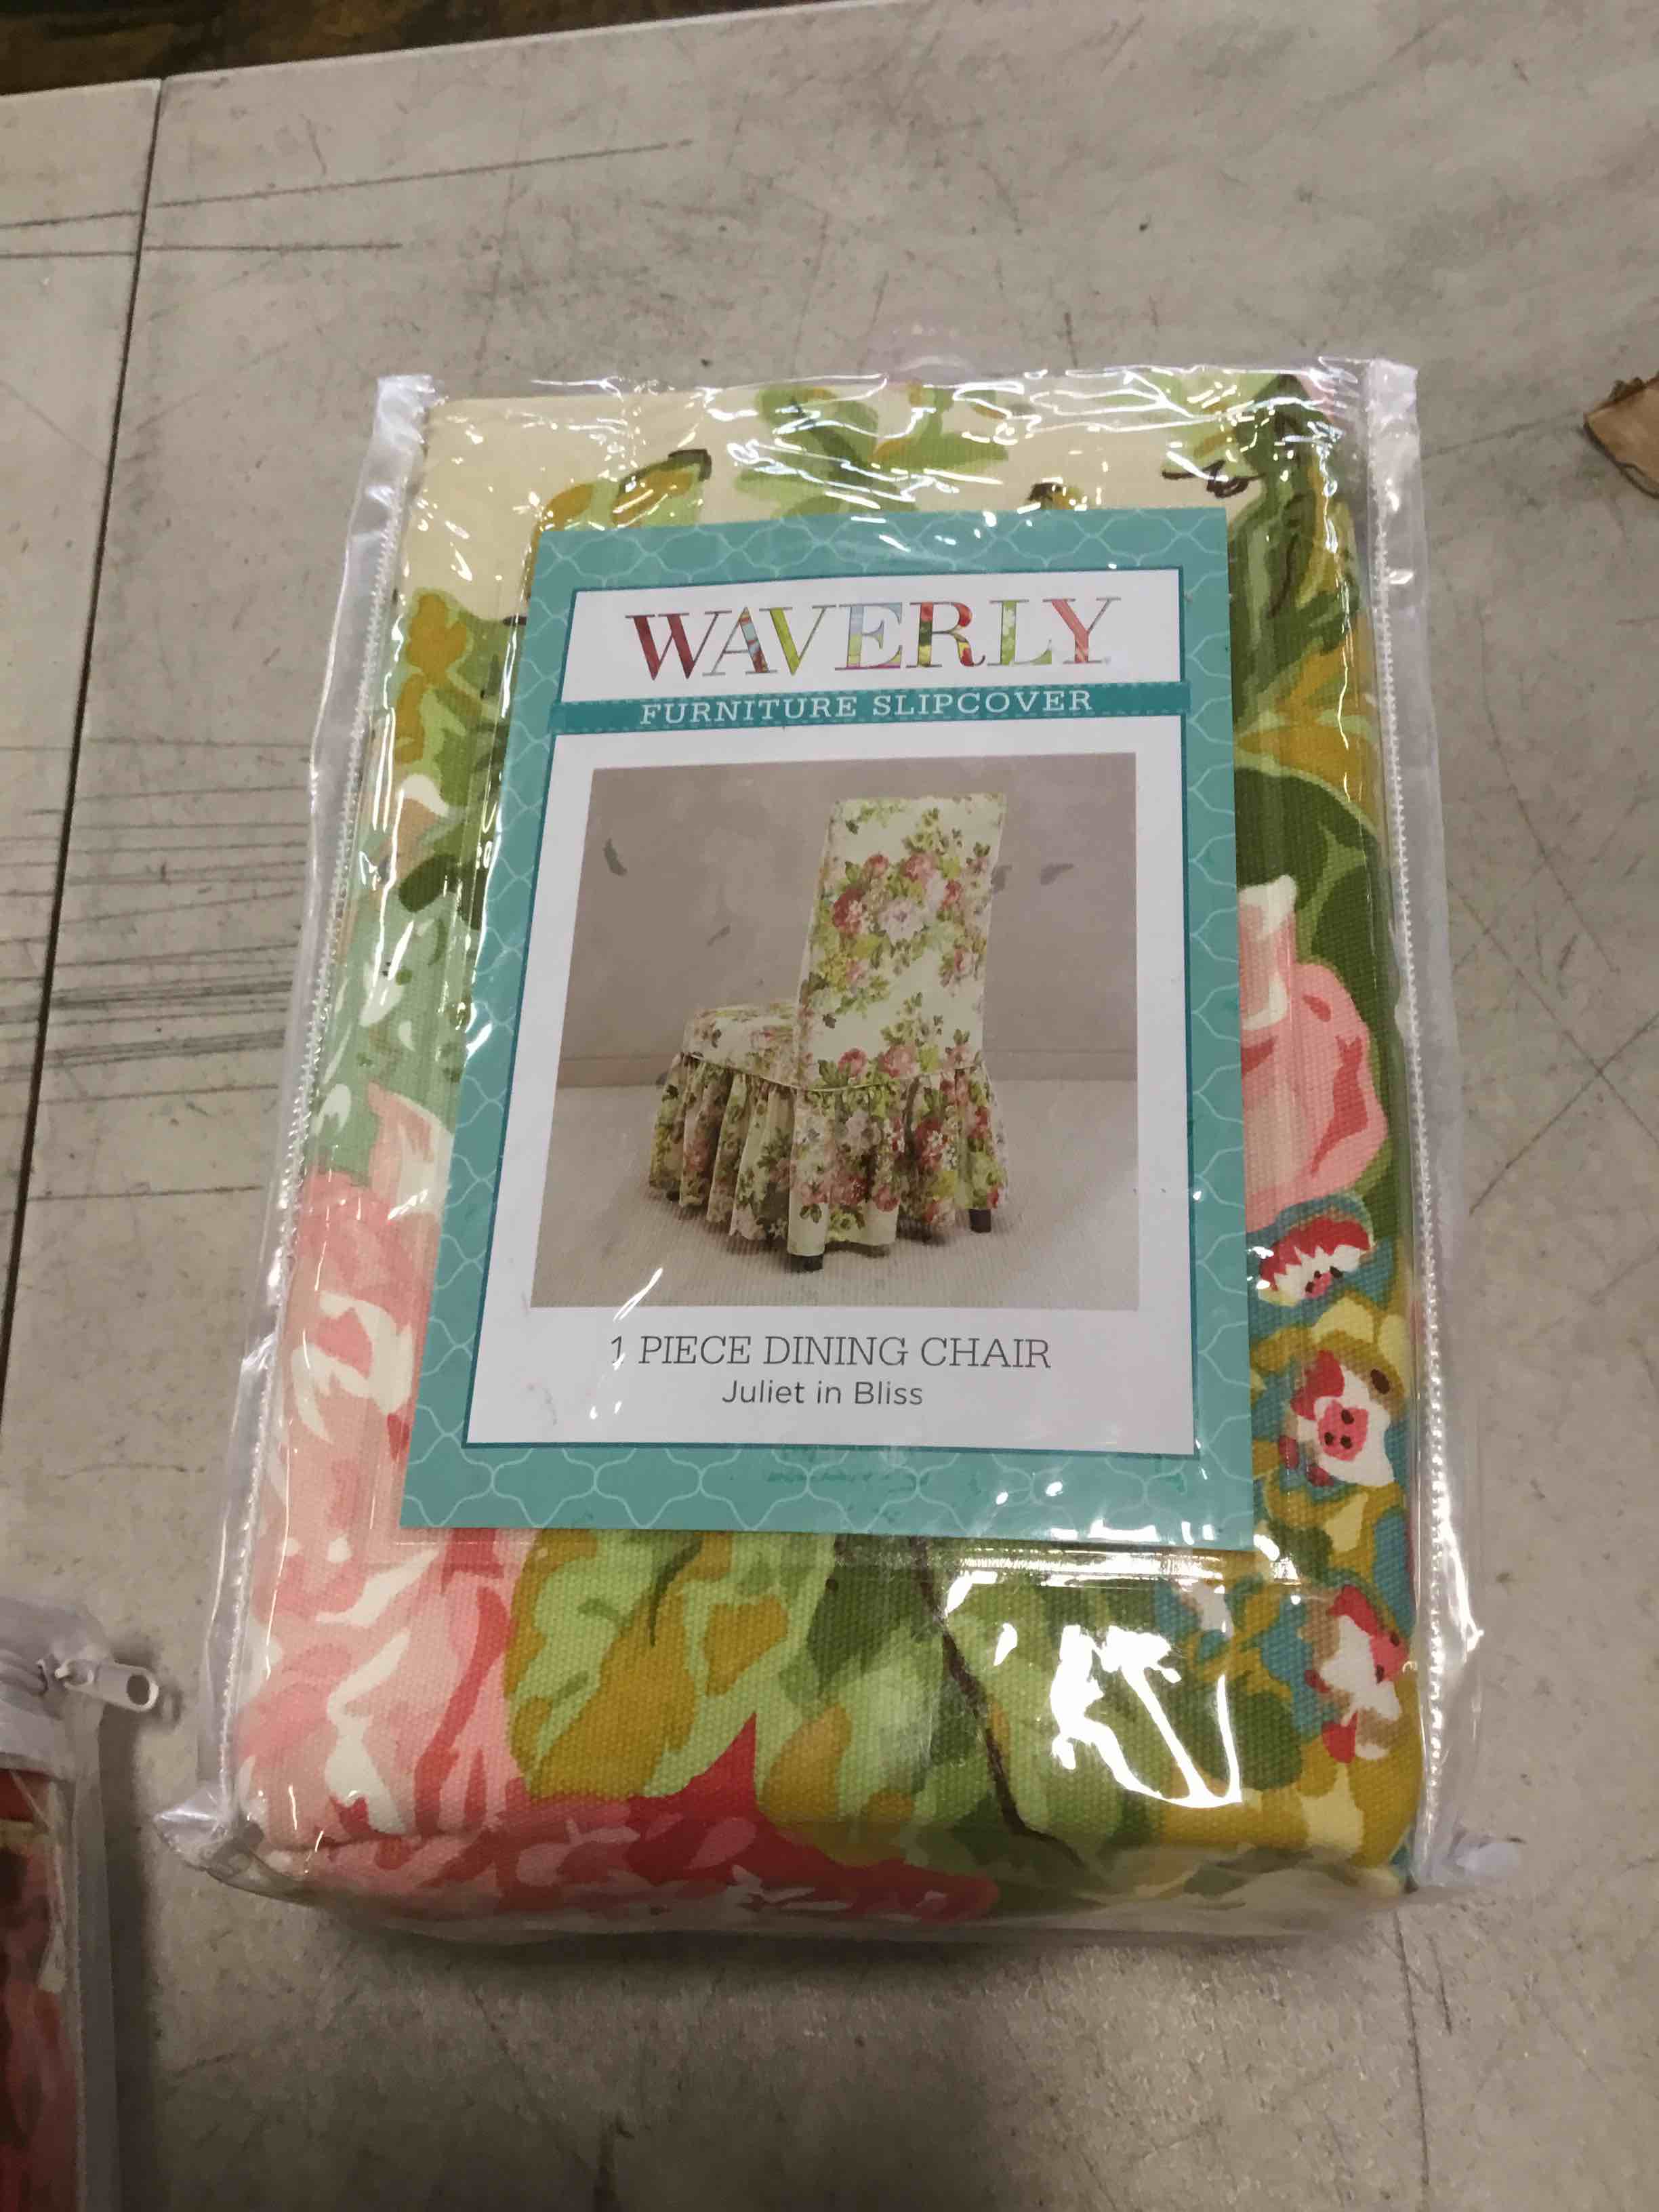 WAVERLY
FURNITURE SLIPCOVER
1 PIECE DINING CHAIR
Juliet in Bliss